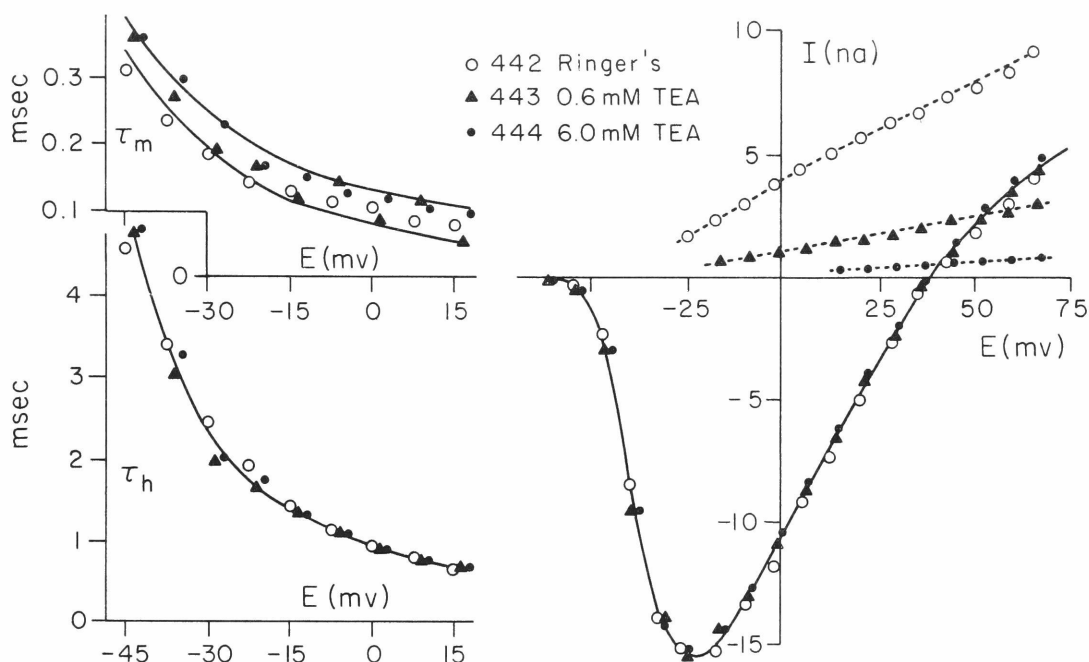 msec
0.3
0.2
0.1
0
τm
E (mv)
-30
-15
0
15
○ 442 Ringer's
▲ 443 0.6 mM TEA
● 444 6.0 mM TEA
msec
4
3
2
1
0
τh
E (mv)
-45
-30
-15
0
15
I (na)
10
5
-5
-10
-15
-25
25
50
75
E (mv)